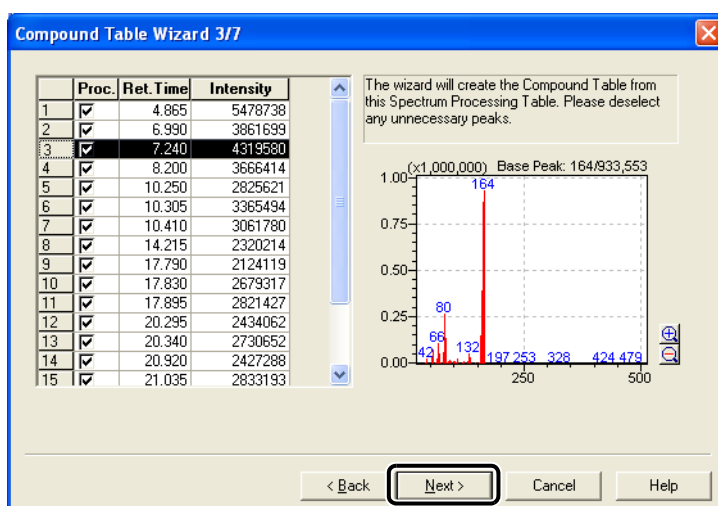 Compound Table Wizard 3/7
Proc. Ret.Time Intensity
1 4.865 5478738
2 6.990 3861699
3 7.240 4319580
4 8.200 3666414
5 10.250 2825621
6 10.305 3365494
7 10.410 3061780
8 14.215 2320214
9 17.790 2124119
10 17.830 2679317
11 17.895 2821427
12 20.295 2434062
13 20.340 2730652
14 20.920 2427288
15 21.035 2833193
The wizard will create the Compound Table from
this Spectrum Processing Table. Please deselect
any unnecessary peaks.
(x1,000,000) Base Peak: 164/933,553
1.00
164
0.75
0.50
0.25
80
66
132
42
197 253 328 424 479
0.00
250 500
< Back Next > Cancel Help